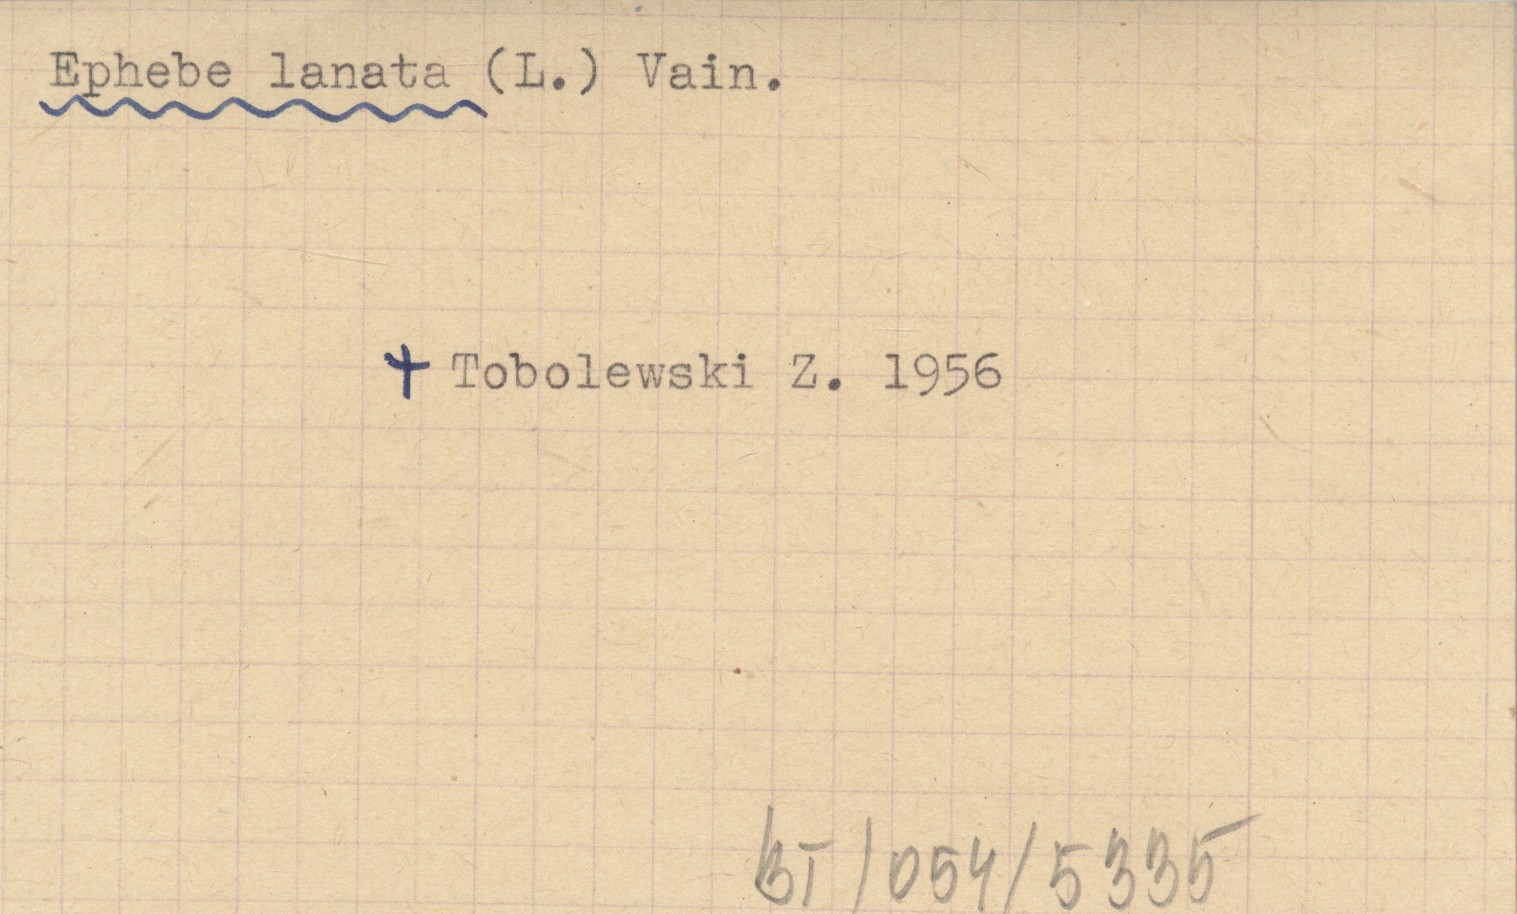 Ephebe lanata (L.) Vain.
† Tobolewski Z. 1956
BT/054/5335